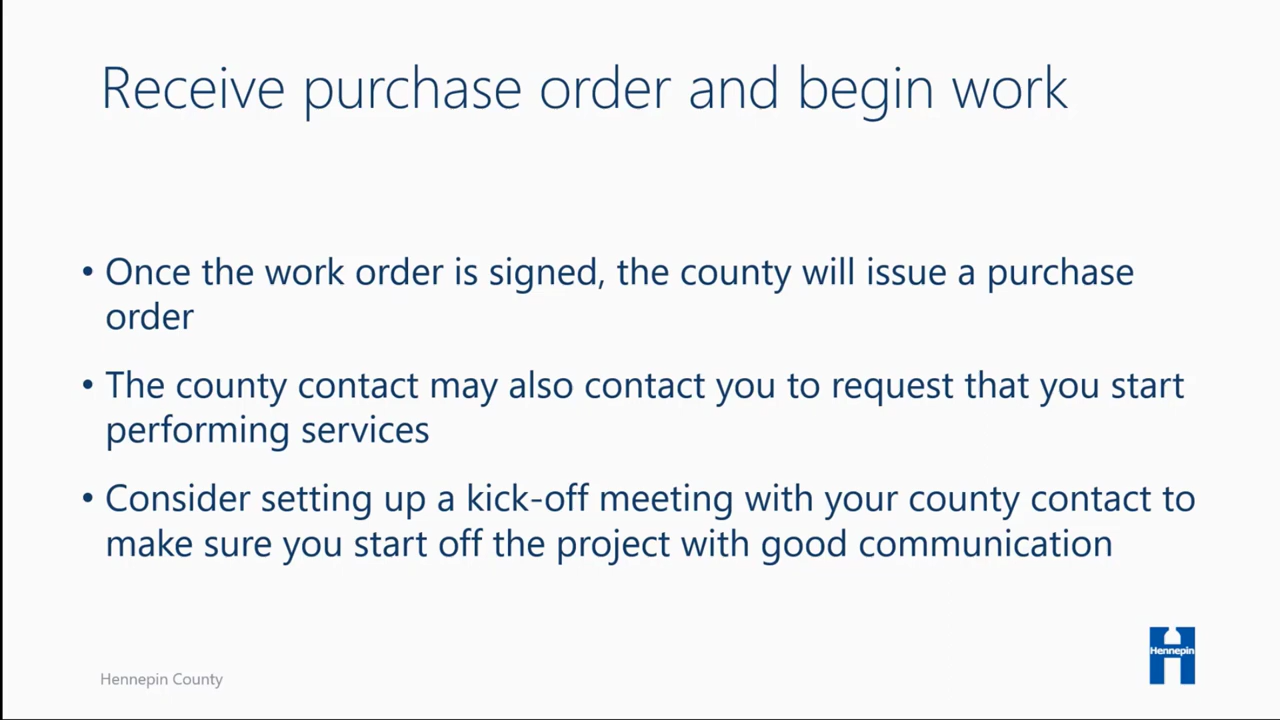 Receive purchase order and begin work
• Once the work order is signed, the county will issue a purchase
order
• The county contact may also contact you to request that you start
performing services
• Consider setting up a kick-off meeting with your county contact to
make sure you start off the project with good communication
Hennepin
Hennepin County